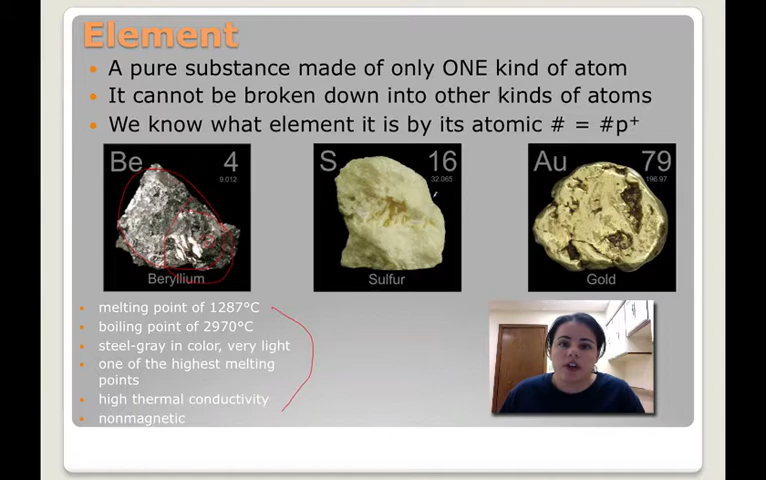 Element
• A pure substance made of only ONE kind of atom
• It cannot be broken down into other kinds of atoms
• We know what element it is by its atomic # = #p⁺
Be 4
9.012
Beryllium
S 16
32.065
Sulfur
Au 79
196.97
Gold
• melting point of 1287°C
• boiling point of 2970°C
• steel-gray in color, very light
• one of the highest melting
points
• high thermal conductivity
• nonmagnetic